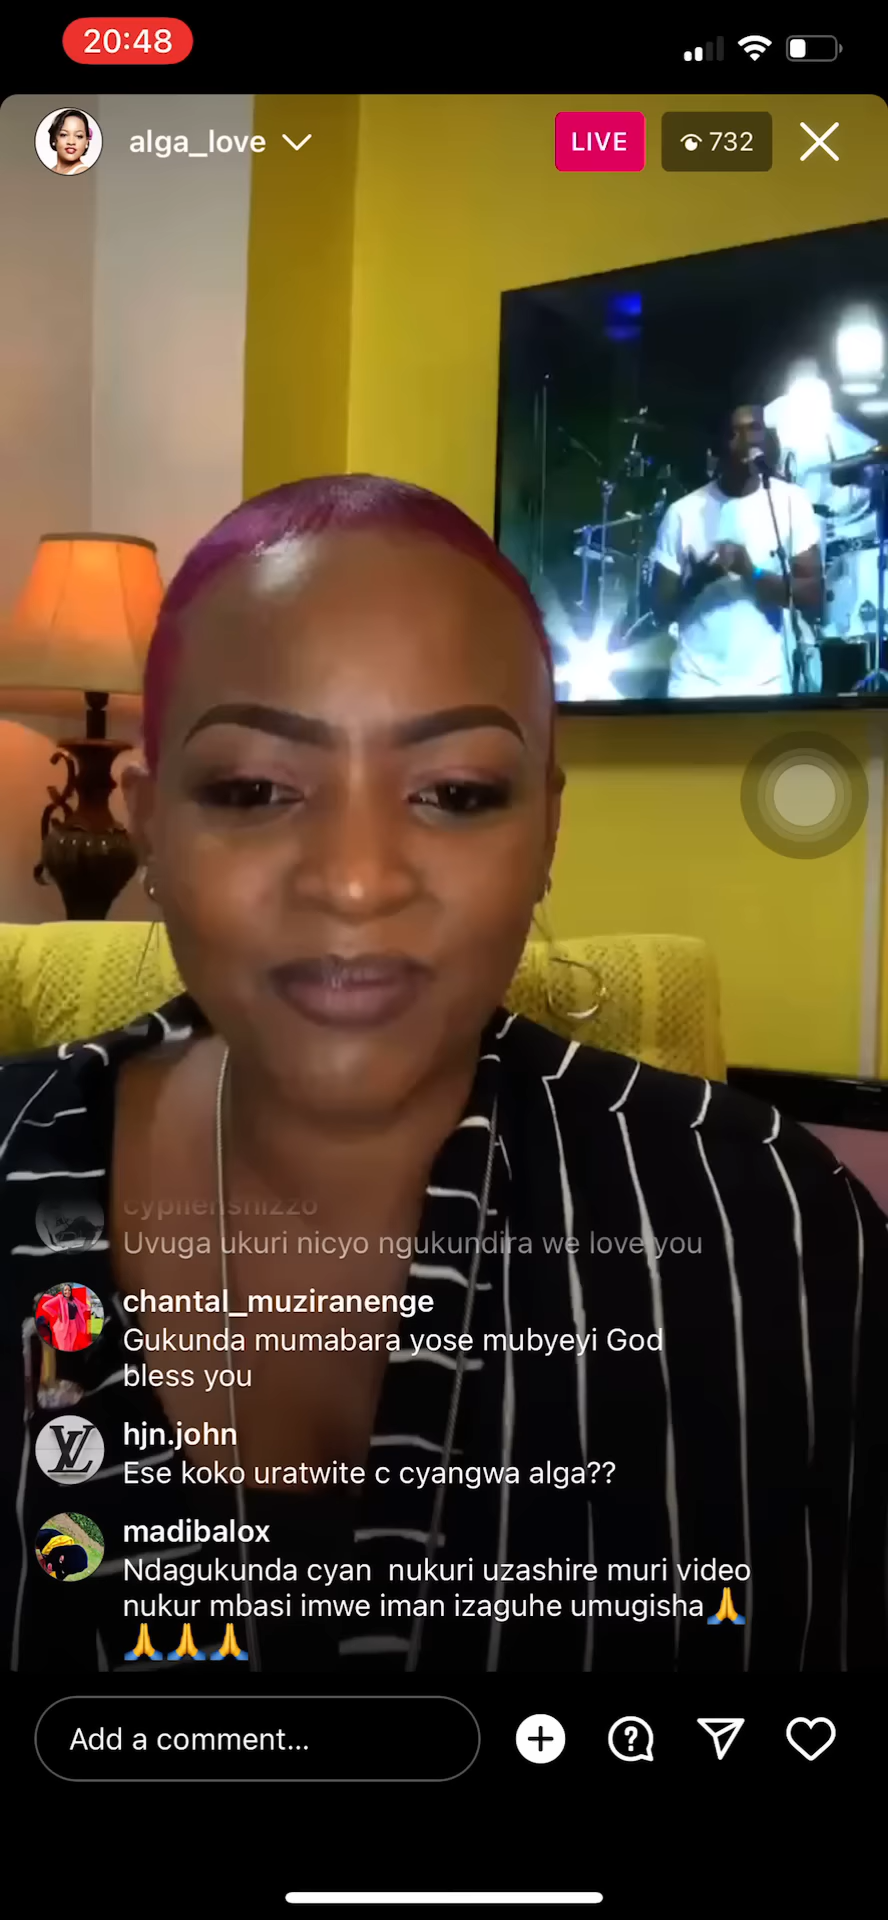 20:48
alga_love
LIVE
732
cypilenshizzo
Uvuga ukuri nicyo ngukundira we love you
chantal_muziranenge
Gukunda mumabara yose mubyeyi God
bless you
hjn.john
Ese koko uratwite c cyangwa alga??
madibalox
Ndagukunda cyan nukuri uzashire muri video
nukur mbasi imwe iman izaguhe umugisha🙏
🙏🙏🙏
Add a comment...